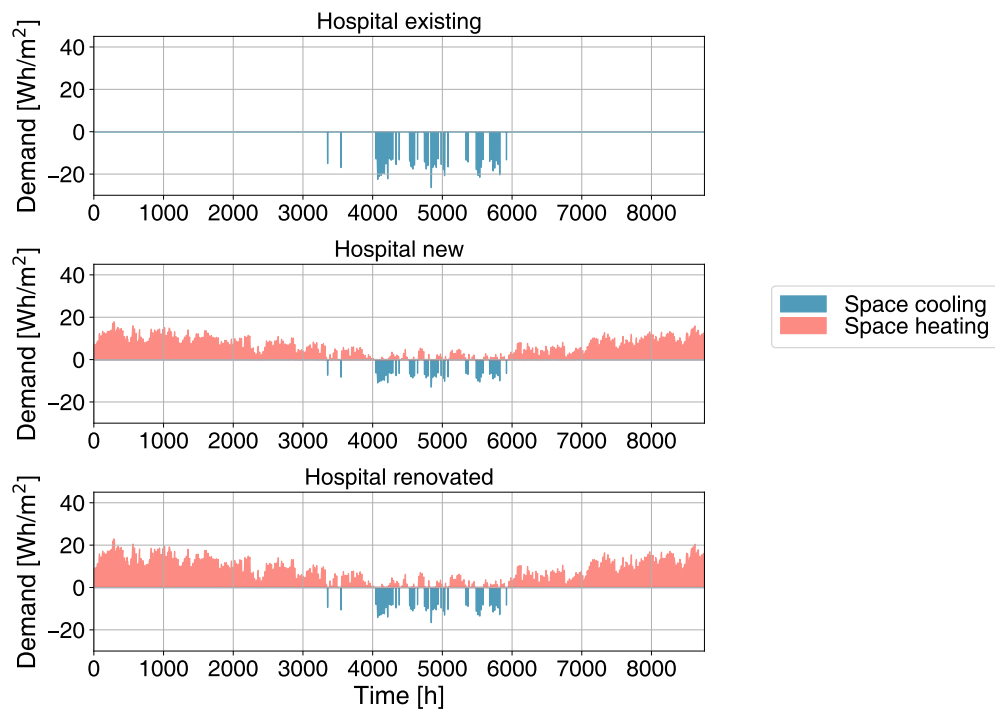 Hospital existing
Demand [Wh/m²]
40
20
0
−20
0 1000 2000 3000 4000 5000 6000 7000 8000
Hospital new
Demand [Wh/m²]
40
20
0
−20
0 1000 2000 3000 4000 5000 6000 7000 8000
Space cooling
Space heating
Hospital renovated
Demand [Wh/m²]
40
20
0
−20
0 1000 2000 3000 4000 5000 6000 7000 8000
Time [h]